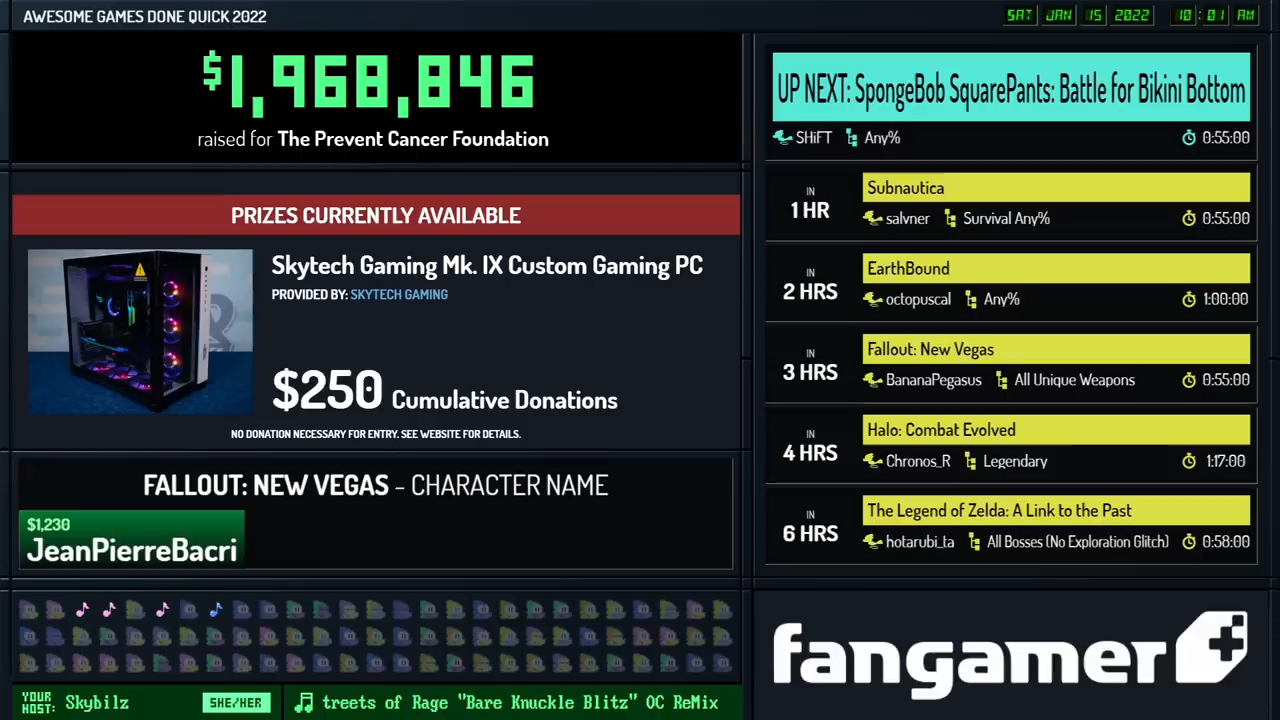 AWESOME GAMES DONE QUICK 2022
SAT JAN 15 2022 10:01 AM
$1,968,846
raised for The Prevent Cancer Foundation
PRIZES CURRENTLY AVAILABLE
Skytech Gaming Mk. IX Custom Gaming PC
PROVIDED BY: SKYTECH GAMING
$250 Cumulative Donations
NO DONATION NECESSARY FOR ENTRY. SEE WEBSITE FOR DETAILS.
FALLOUT: NEW VEGAS - CHARACTER NAME
$1,230
JeanPierreBacri
YOUR HOST: Skybilz SHE/HER
treets of Rage "Bare Knuckle Blitz" OC ReMix
UP NEXT: SpongeBob SquarePants: Battle for Bikini Bottom
SHiFT Any% 0:55:00
IN 1 HR
Subnautica
salvner Survival Any% 0:55:00
IN 2 HRS
EarthBound
octopuscal Any% 1:00:00
IN 3 HRS
Fallout: New Vegas
BananaPegasus All Unique Weapons 0:55:00
IN 4 HRS
Halo: Combat Evolved
Chronos_R Legendary 1:17:00
IN 6 HRS
The Legend of Zelda: A Link to the Past
hotarubi_ta All Bosses (No Exploration Glitch) 0:58:00
fangamer